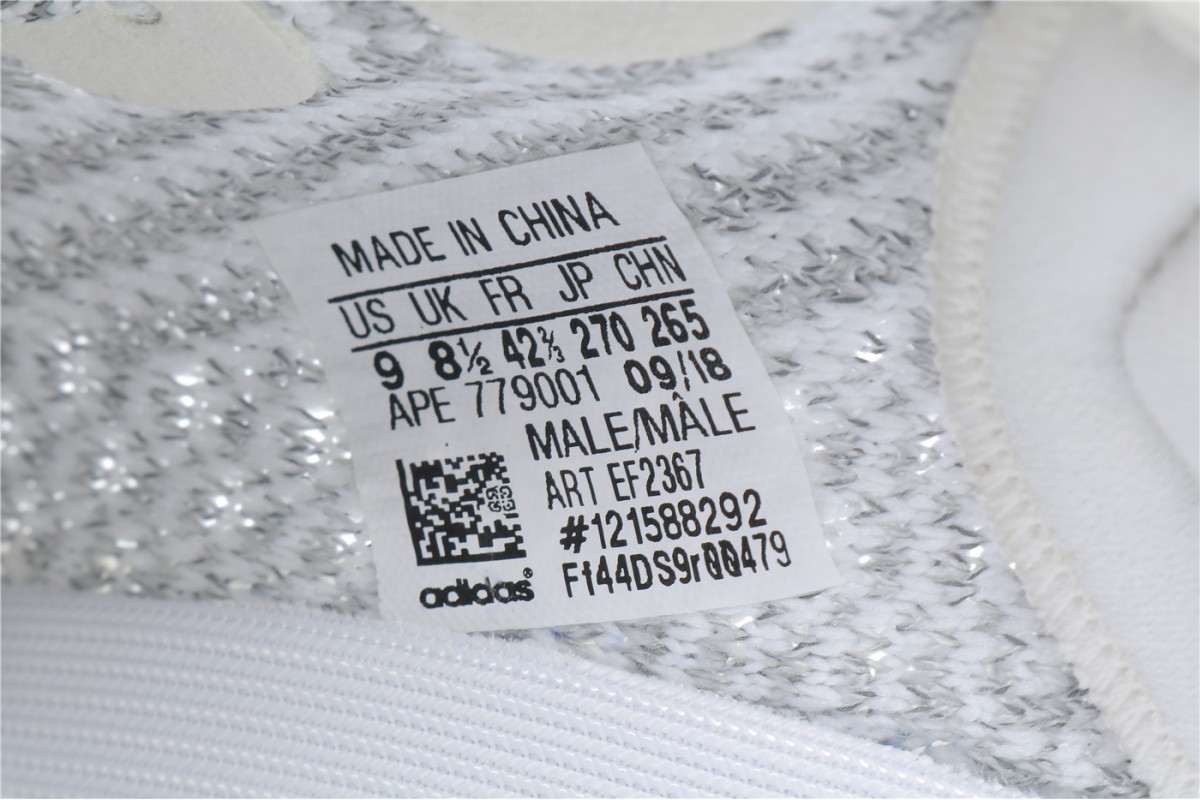 MADE IN CHINA
US UK FR JP CHN
9 8½ 42⅔ 270 265
APE 779001 09/18
MALE/MÂLE
ART EF2367
#121588292
Ff44DS9r00479
adidas®